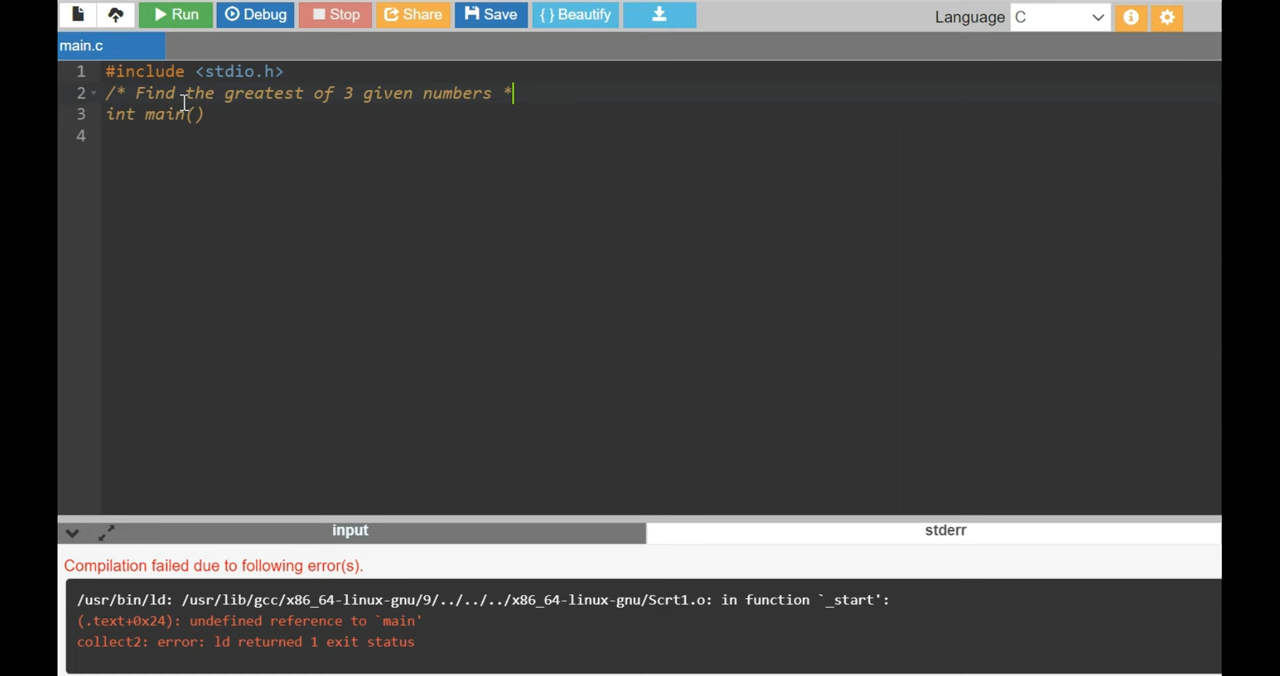 Run Debug Stop Share Save { } Beautify Language C
main.c
1 #include <stdio.h>
2 /* Find the greatest of 3 given numbers *
3 int main()
4
input stderr
Compilation failed due to following error(s).
/usr/bin/ld: /usr/lib/gcc/x86_64-linux-gnu/9/../../../x86_64-linux-gnu/Scrt1.o: in function `_start':
(.text+0x24): undefined reference to `main'
collect2: error: ld returned 1 exit status